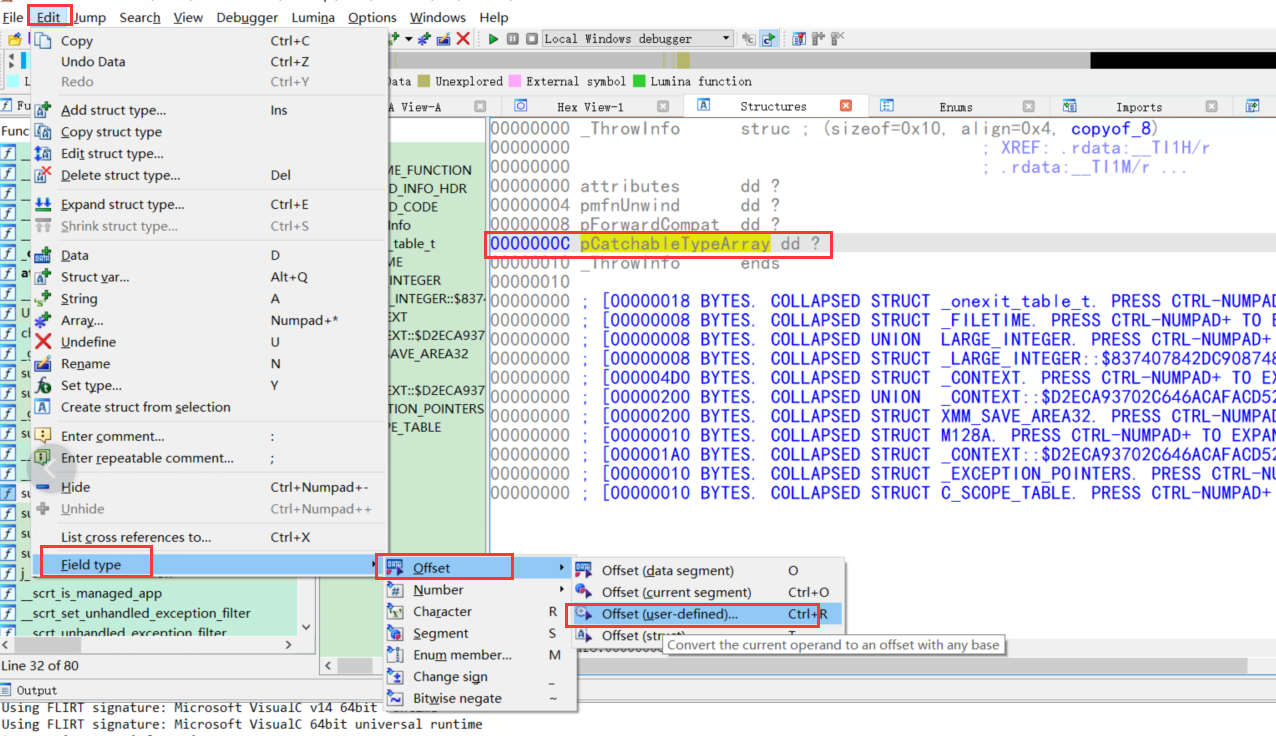 File Edit Jump Search View Debugger Lumina Options Windows Help
Local Windows debugger
Data Unexplored External symbol Lumina function
Copy Ctrl+C
Undo Data Ctrl+Z
Redo Ctrl+Y
Add struct type... Ins
Copy struct type
Edit struct type...
Delete struct type... Del
Expand struct type... Ctrl+E
Shrink struct type... Ctrl+S
Data D
Struct var... Alt+Q
String A
Array... Numpad+*
Undefine U
Rename N
Set type... Y
Create struct from selection
Enter comment... :
Enter repeatable comment... ;
Hide Ctrl+Numpad+-
Unhide Ctrl+Numpad++
List cross references to... Ctrl+X
Field type
Offset
Number
Character R
Segment S
Enum member... M
Change sign _
Bitwise negate ~
Offset (data segment) O
Offset (current segment) Ctrl+O
Offset (user-defined)... Ctrl+R
Offset (struct)... T
Convert the current operand to an offset with any base
A View-A Hex View-1 Structures Enums Imports
Func
ME_FUNCTION
D_INFO_HDR
D_CODE
Info
_table_t
ME
INTEGER
_INTEGER::$8374
EXT
EXT::$D2ECA937
SAVE_AREA32
EXT::$D2ECA937
TION_POINTERS
PE_TABLE
00000000 _ThrowInfo struc ; (sizeof=0x10, align=0x4, copyof_8)
00000000 ; XREF: .rdata:__TI1H/r
00000000 ; .rdata:__TI1M/r ...
00000000 attributes dd ?
00000004 pmfnUnwind dd ?
00000008 pForwardCompat dd ?
0000000C pCatchableTypeArray dd ?
00000010 _ThrowInfo ends
00000010
00000000 ; [00000018 BYTES. COLLAPSED STRUCT _onexit_table_t. PRESS CTRL-NUMPAD
00000000 ; [00000008 BYTES. COLLAPSED STRUCT _FILETIME. PRESS CTRL-NUMPAD+ TO E
00000000 ; [00000008 BYTES. COLLAPSED UNION LARGE_INTEGER. PRESS CTRL-NUMPAD+
00000000 ; [00000008 BYTES. COLLAPSED STRUCT _LARGE_INTEGER::$837407842DC908748
00000000 ; [000004D0 BYTES. COLLAPSED STRUCT _CONTEXT. PRESS CTRL-NUMPAD+ TO EX
00000000 ; [00000200 BYTES. COLLAPSED UNION _CONTEXT::$D2ECA93702C646ACAFACD52
00000000 ; [00000200 BYTES. COLLAPSED STRUCT XMM_SAVE_AREA32. PRESS CTRL-NUMPAD
00000000 ; [00000010 BYTES. COLLAPSED STRUCT M128A. PRESS CTRL-NUMPAD+ TO EXPAN
00000000 ; [000001A0 BYTES. COLLAPSED STRUCT _CONTEXT::$D2ECA93702C646ACAFACD52
00000000 ; [00000010 BYTES. COLLAPSED STRUCT _EXCEPTION_POINTERS. PRESS CTRL-NU
00000000 ; [00000010 BYTES. COLLAPSED STRUCT C_SCOPE_TABLE. PRESS CTRL-NUMPAD+
__scrt_is_managed_app
__scrt_set_unhandled_exception_filter
Line 32 of 80
Output
Using FLIRT signature: Microsoft VisualC v14 64bit
Using FLIRT signature: Microsoft VisualC 64bit universal runtime